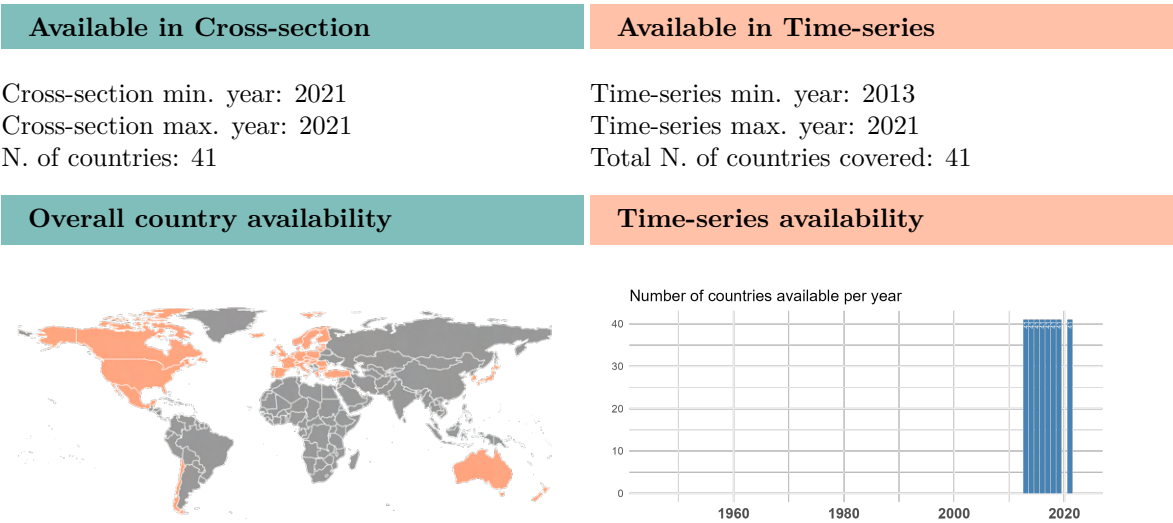 Available in Cross-section
Available in Time-series
Cross-section min. year: 2021
Cross-section max. year: 2021
N. of countries: 41
Time-series min. year: 2013
Time-series max. year: 2021
Total N. of countries covered: 41
Overall country availability
Time-series availability
Number of countries available per year
40
30
20
10
0
1960
1980
2000
2020